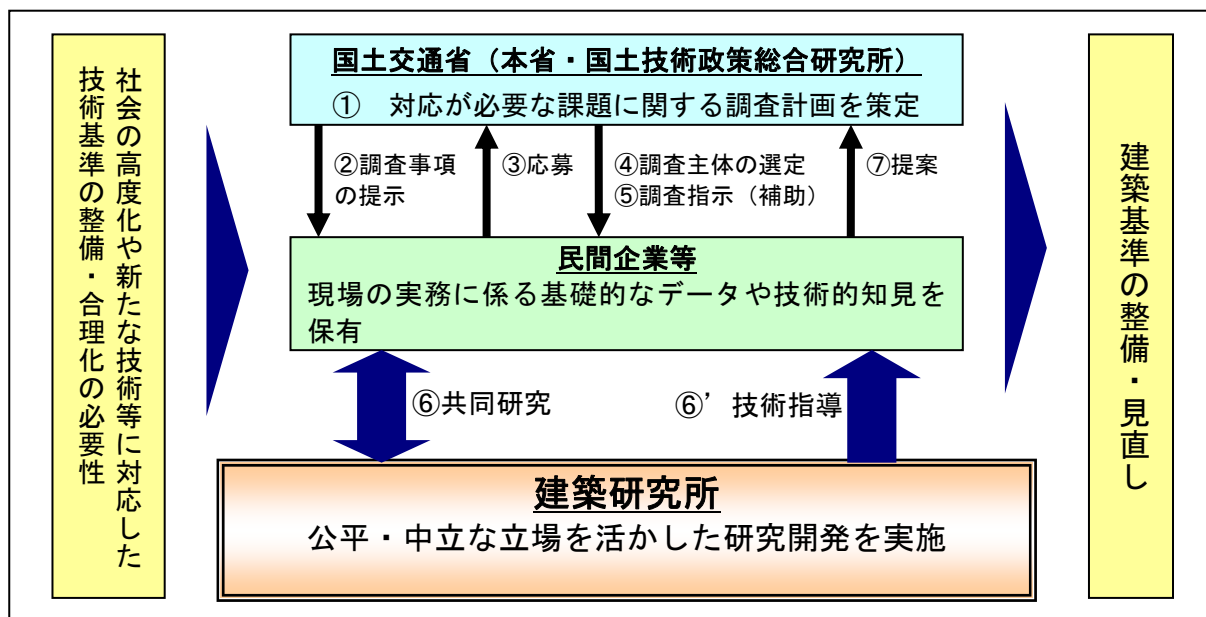 社会の高度化や新たな技術等に対応した
技術基準の整備・合理化の必要性
国土交通省（本省・国土技術政策総合研究所）
①　対応が必要な課題に関する調査計画を策定
②調査事項
の提示
③応募
④調査主体の選定
⑤調査指示（補助）
⑦提案
民間企業等
現場の実務に係る基礎的なデータや技術的知見を
保有
⑥共同研究
⑥’技術指導
建築研究所
公平・中立な立場を活かした研究開発を実施
建築基準の整備・見直し